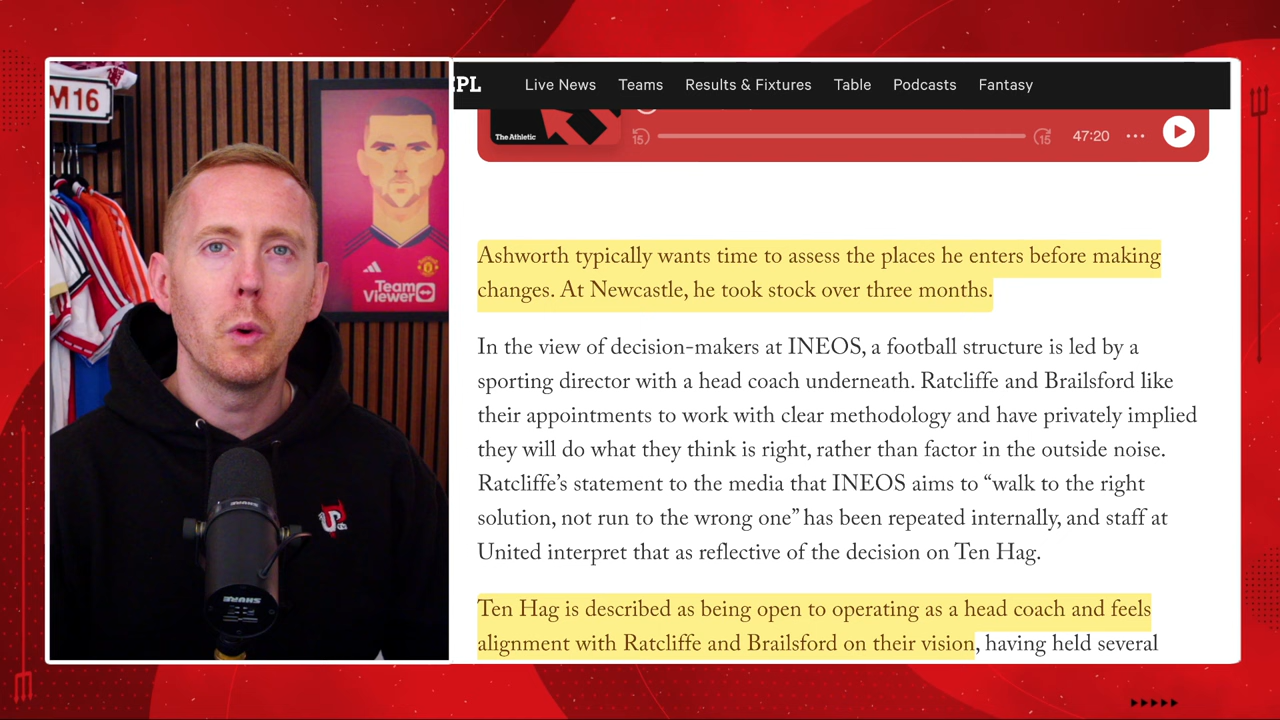 M16
Team
Viewer
SHURE
EPL
Live News
Teams
Results & Fixtures
Table
Podcasts
Fantasy
The Athletic
15
15
47:20
Ashworth typically wants time to assess the places he enters before making
changes. At Newcastle, he took stock over three months.
In the view of decision-makers at INEOS, a football structure is led by a
sporting director with a head coach underneath. Ratcliffe and Brailsford like
their appointments to work with clear methodology and have privately implied
they will do what they think is right, rather than factor in the outside noise.
Ratcliffe’s statement to the media that INEOS aims to “walk to the right
solution, not run to the wrong one” has been repeated internally, and staff at
United interpret that as reflective of the decision on Ten Hag.
Ten Hag is described as being open to operating as a head coach and feels
alignment with Ratcliffe and Brailsford on their vision, having held several